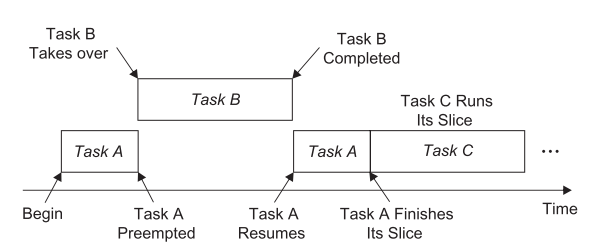 Task B
Takes over
Task B
Completed
Task B
Task C Runs
Its Slice
Task A
Task A
Task C
...
Begin
Task A
Preempted
Task A
Resumes
Task A Finishes
Its Slice
Time